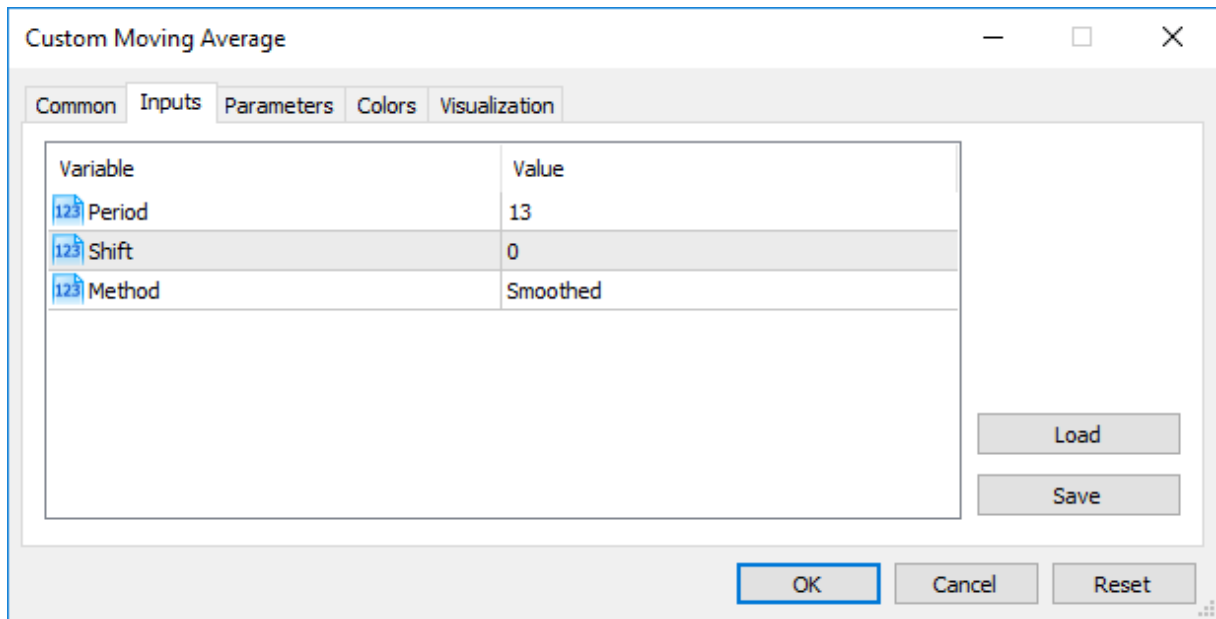 Custom Moving Average
Common Inputs Parameters Colors Visualization
Variable Value
123 Period 13
123 Shift 0
123 Method Smoothed
Load
Save
OK Cancel Reset